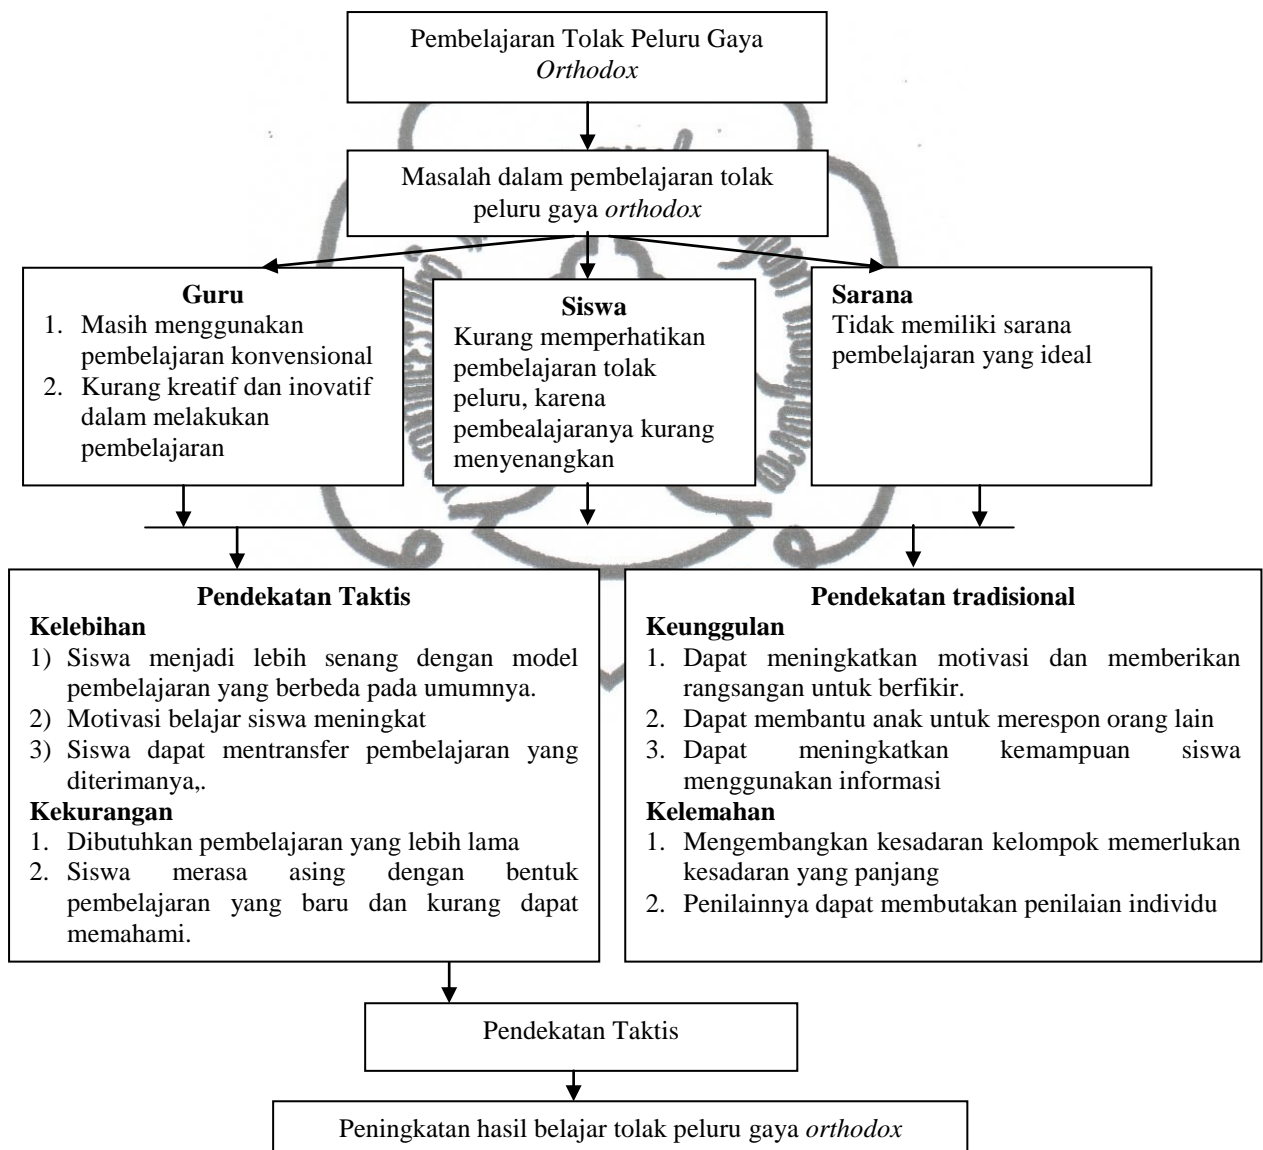 Pembelajaran Tolak Peluru Gaya
Orthodox
Masalah dalam pembelajaran tolak
peluru gaya orthodox
Guru
1. Masih menggunakan
pembelajaran konvensional
2. Kurang kreatif dan inovatif
dalam melakukan
pembelajaran
Siswa
Kurang memperhatikan
pembelajaran tolak
peluru, karena
pembealajaranya kurang
menyenangkan
Sarana
Tidak memiliki sarana
pembelajaran yang ideal
Pendekatan Taktis
Kelebihan
1) Siswa menjadi lebih senang dengan model
pembelajaran yang berbeda pada umumnya.
2) Motivasi belajar siswa meningkat
3) Siswa dapat mentransfer pembelajaran yang
diterimanya,.
Kekurangan
1. Dibutuhkan pembelajaran yang lebih lama
2. Siswa merasa asing dengan bentuk
pembelajaran yang baru dan kurang dapat
memahami.
Pendekatan tradisional
Keunggulan
1. Dapat meningkatkan motivasi dan memberikan
rangsangan untuk berfikir.
2. Dapat membantu anak untuk merespon orang lain
3. Dapat meningkatkan kemampuan siswa
menggunakan informasi
Kelemahan
1. Mengembangkan kesadaran kelompok memerlukan
kesadaran yang panjang
2. Penilainnya dapat membutakan penilaian individu
Pendekatan Taktis
Peningkatan hasil belajar tolak peluru gaya orthodox